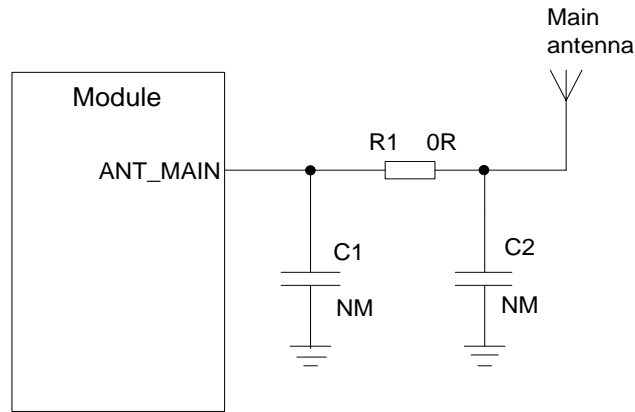 Main
antenna
Module
R1 0R
ANT_MAIN
C1
C2
NM
NM